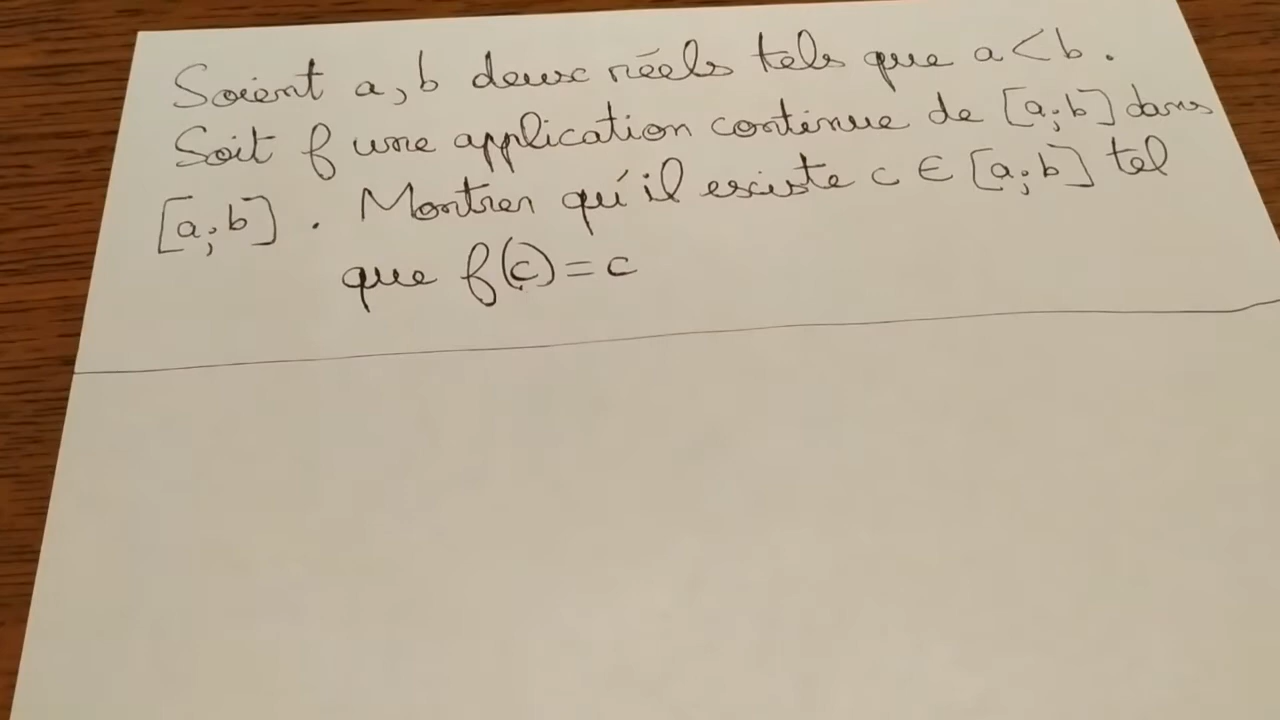 Soient a, b deux réels tels que a < b.
Soit f une application continue de [a;b] dans
[a;b]. Montrer qu'il existe c ∈ [a;b] tel
que f(c) = c